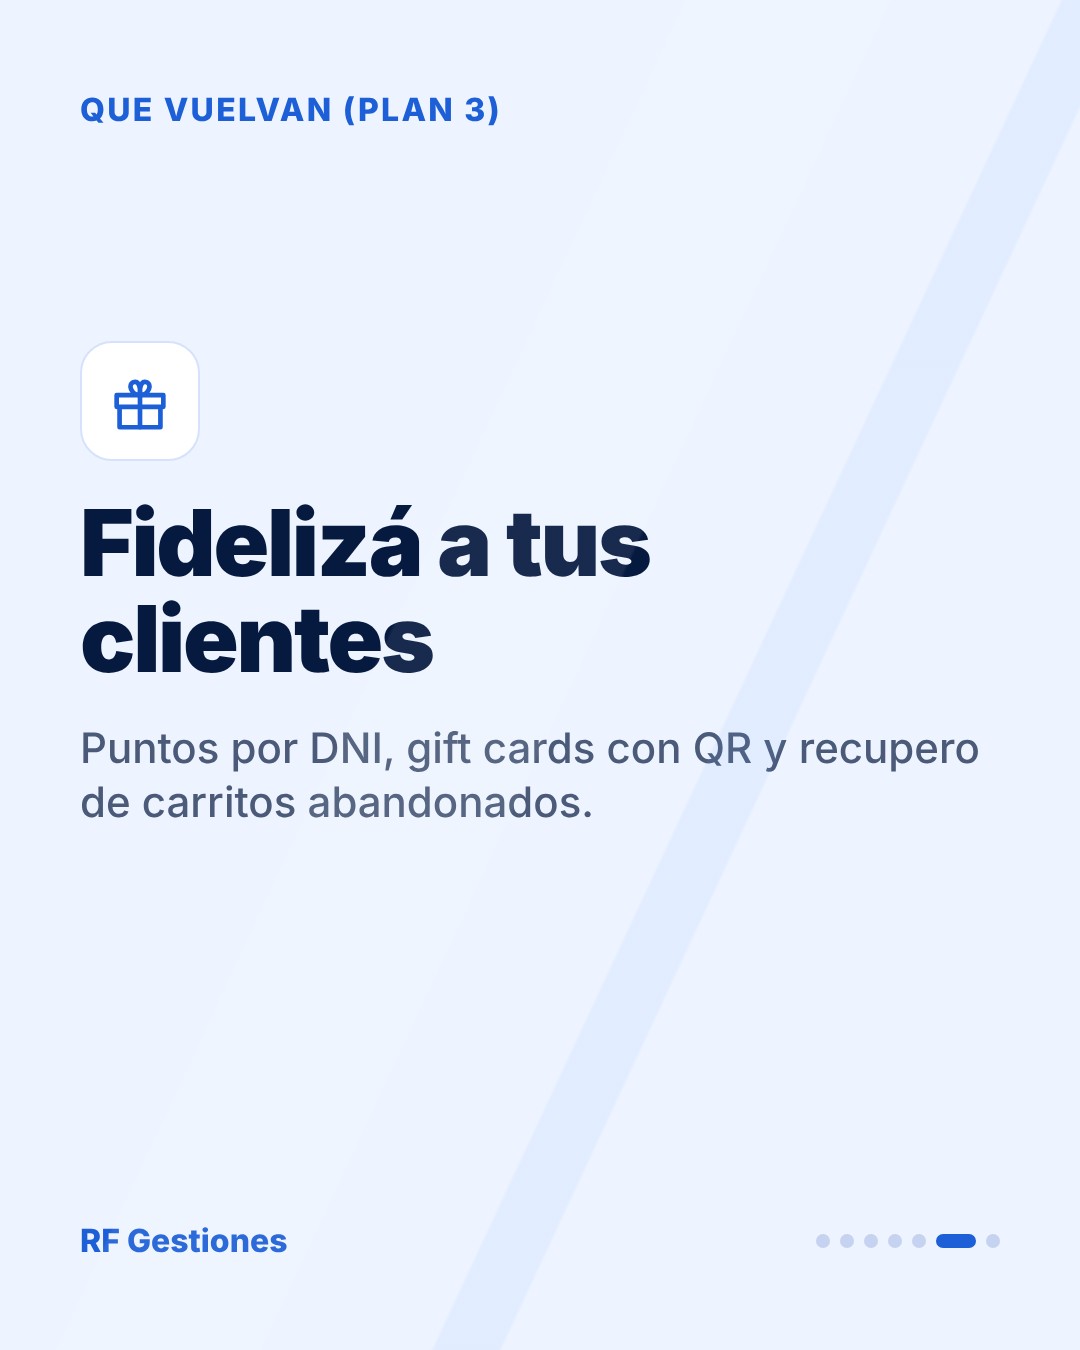 QUE VUELVAN (PLAN 3)
Fidelizá a tus
clientes
Puntos por DNI, gift cards con QR y recupero
de carritos abandonados.
RF Gestiones